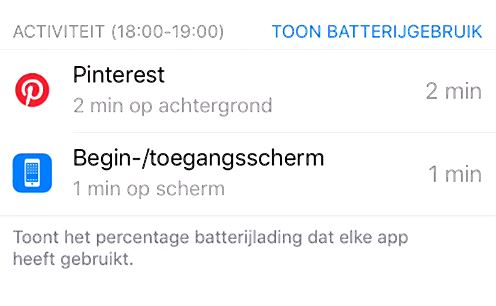 ACTIVITEIT (18:00-19:00) TOON BATTERIJGEBRUIK
Pinterest
2 min op achtergrond
2 min
Begin-/toegangsscherm
1 min op scherm
1 min
Toont het percentage batterijlading dat elke app
heeft gebruikt.